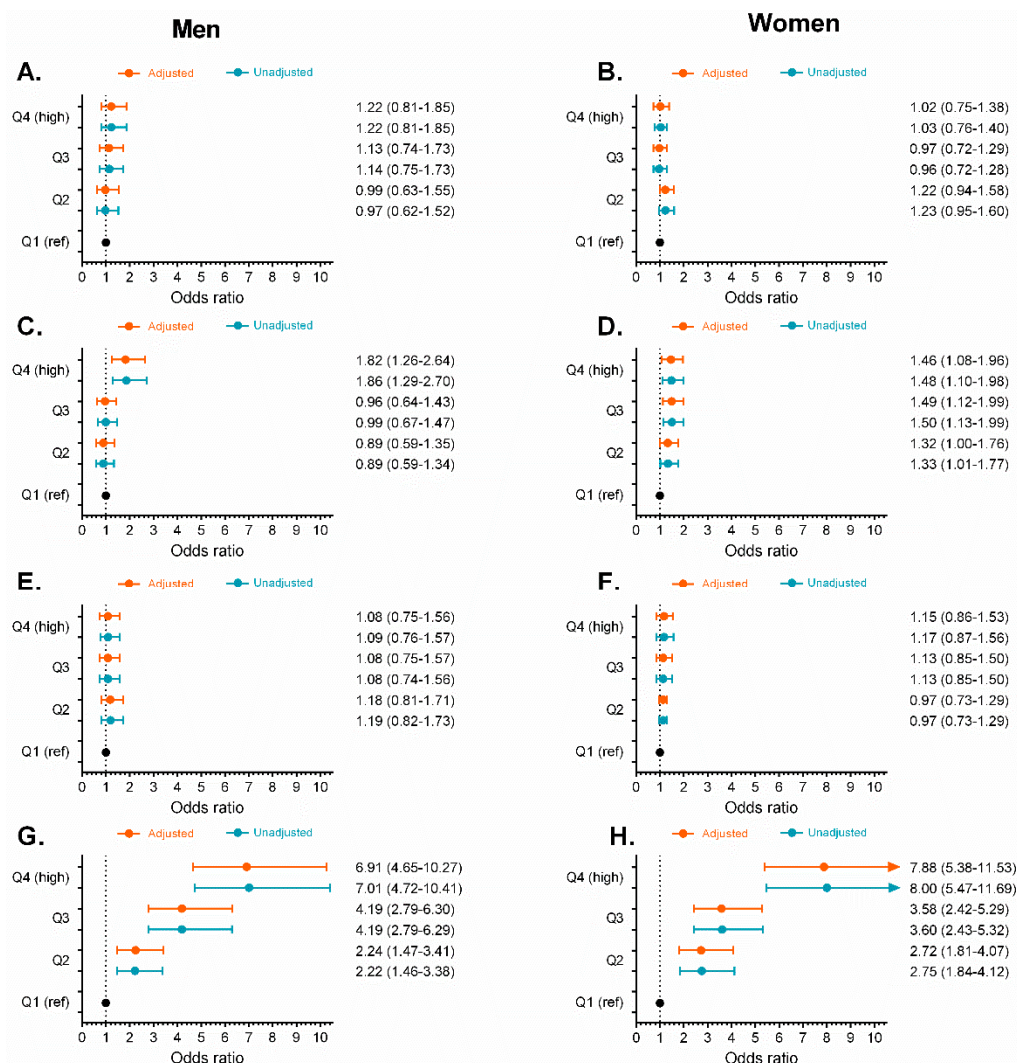 Men
Women
A.
Adjusted
Unadjusted
Q4 (high)
Q3
Q2
Q1 (ref)
1.22 (0.81-1.85)
1.22 (0.81-1.85)
1.13 (0.74-1.73)
1.14 (0.75-1.73)
0.99 (0.63-1.55)
0.97 (0.62-1.52)
0 1 2 3 4 5 6 7 8 9 10
Odds ratio
B.
Adjusted
Unadjusted
Q4 (high)
Q3
Q2
Q1 (ref)
1.02 (0.75-1.38)
1.03 (0.76-1.40)
0.97 (0.72-1.29)
0.96 (0.72-1.28)
1.22 (0.94-1.58)
1.23 (0.95-1.60)
0 1 2 3 4 5 6 7 8 9 10
Odds ratio
C.
Adjusted
Unadjusted
Q4 (high)
Q3
Q2
Q1 (ref)
1.82 (1.26-2.64)
1.86 (1.29-2.70)
0.96 (0.64-1.43)
0.99 (0.67-1.47)
0.89 (0.59-1.35)
0.89 (0.59-1.34)
0 1 2 3 4 5 6 7 8 9 10
Odds ratio
D.
Adjusted
Unadjusted
Q4 (high)
Q3
Q2
Q1 (ref)
1.46 (1.08-1.96)
1.48 (1.10-1.98)
1.49 (1.12-1.99)
1.50 (1.13-1.99)
1.32 (1.00-1.76)
1.33 (1.01-1.77)
0 1 2 3 4 5 6 7 8 9 10
Odds ratio
E.
Adjusted
Unadjusted
Q4 (high)
Q3
Q2
Q1 (ref)
1.08 (0.75-1.56)
1.09 (0.76-1.57)
1.08 (0.75-1.57)
1.08 (0.74-1.56)
1.18 (0.81-1.71)
1.19 (0.82-1.73)
0 1 2 3 4 5 6 7 8 9 10
Odds ratio
F.
Adjusted
Unadjusted
Q4 (high)
Q3
Q2
Q1 (ref)
1.15 (0.86-1.53)
1.17 (0.87-1.56)
1.13 (0.85-1.50)
1.13 (0.85-1.50)
0.97 (0.73-1.29)
0.97 (0.73-1.29)
0 1 2 3 4 5 6 7 8 9 10
Odds ratio
G.
Adjusted
Unadjusted
Q4 (high)
Q3
Q2
Q1 (ref)
6.91 (4.65-10.27)
7.01 (4.72-10.41)
4.19 (2.79-6.30)
4.19 (2.79-6.29)
2.24 (1.47-3.41)
2.22 (1.46-3.38)
0 1 2 3 4 5 6 7 8 9 10
Odds ratio
H.
Adjusted
Unadjusted
Q4 (high)
Q3
Q2
Q1 (ref)
7.88 (5.38-11.53)
8.00 (5.47-11.69)
3.58 (2.42-5.29)
3.60 (2.43-5.32)
2.72 (1.81-4.07)
2.75 (1.84-4.12)
0 1 2 3 4 5 6 7 8 9 10
Odds ratio